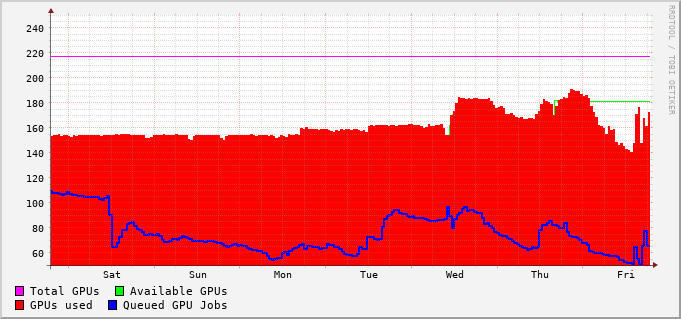 RRDTOOL / TOBI OETIKER
240
220
200
180
160
140
120
100
80
60
Sat Sun Mon Tue Wed Thu Fri
Total GPUs Available GPUs
GPUs used Queued GPU Jobs